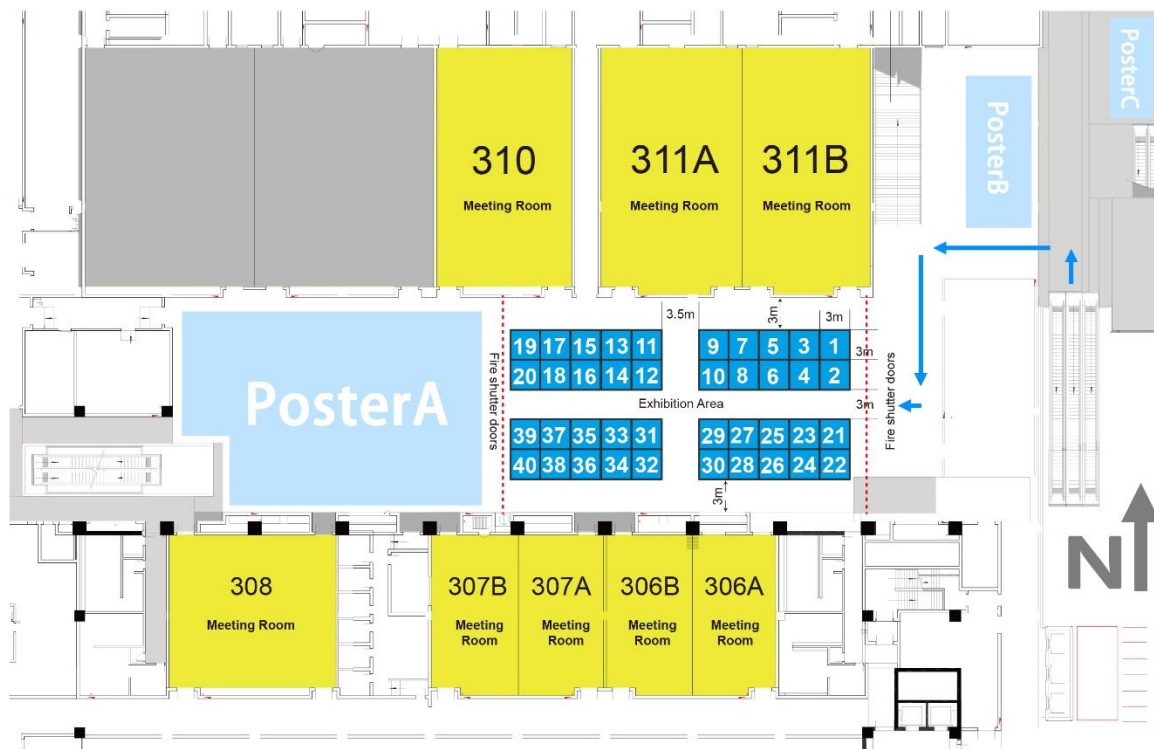 PosterC
PosterB
310
Meeting Room
311A
Meeting Room
311B
Meeting Room
3.5m
3m
3m
19 17 15 13 11
9 7 5 3 1
3m
20 18 16 14 12
10 8 6 4 2
PosterA
Fire shutter doors
Exhibition Area
3m
Fire shutter doors
39 37 35 33 31
29 27 25 23 21
40 38 36 34 32
30 28 26 24 22
3m
N
308
Meeting Room
307B
Meeting
Room
307A
Meeting
Room
306B
Meeting
Room
306A
Meeting
Room